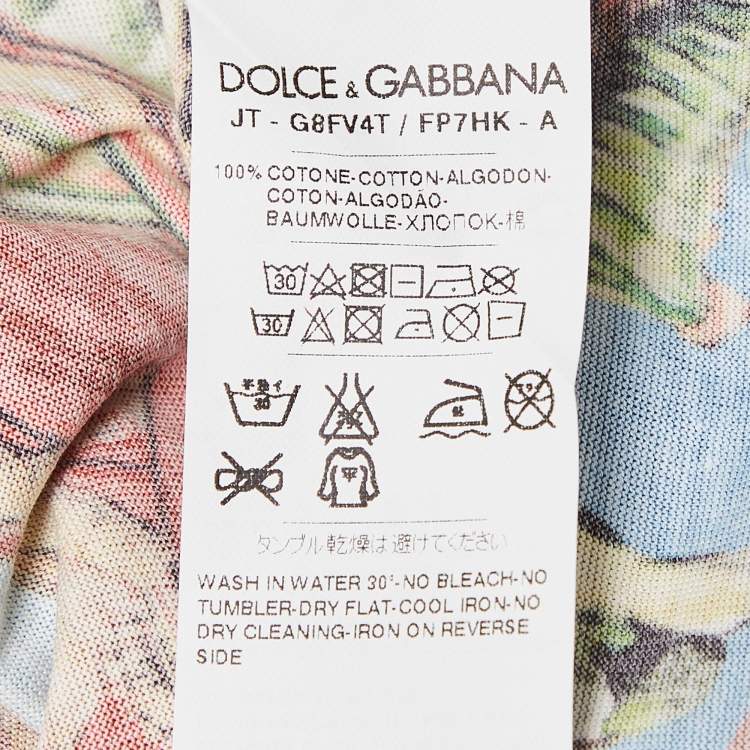 DOLCE & GABBANA
JT - G8FV4T / FP7HK - A
100% COTONE-COTTON-ALGODON-
COTON-ALGODÃO-
BAUMWOLLE-ХЛОПОК-棉
30
30
30
タンブル乾燥は避けてください
WASH IN WATER 30°-NO BLEACH-NO
TUMBLER-DRY FLAT-COOL IRON-NO
DRY CLEANING-IRON ON REVERSE
SIDE